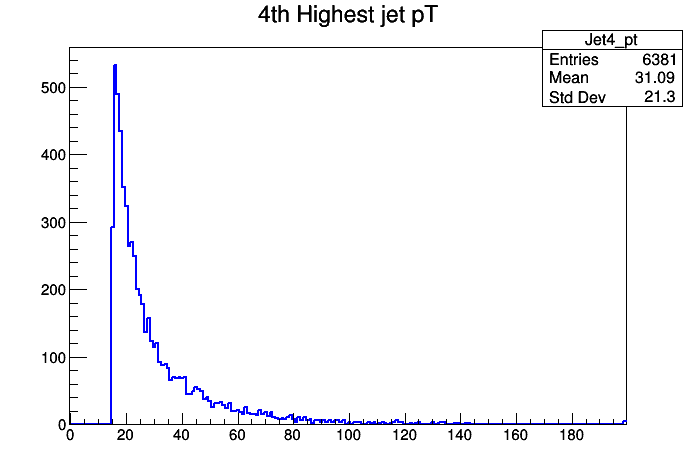 4th Highest jet pT
Jet4_pt
Entries 6381
Mean 31.09
Std Dev 21.3
500
400
300
200
100
0
0 20 40 60 80 100 120 140 160 180